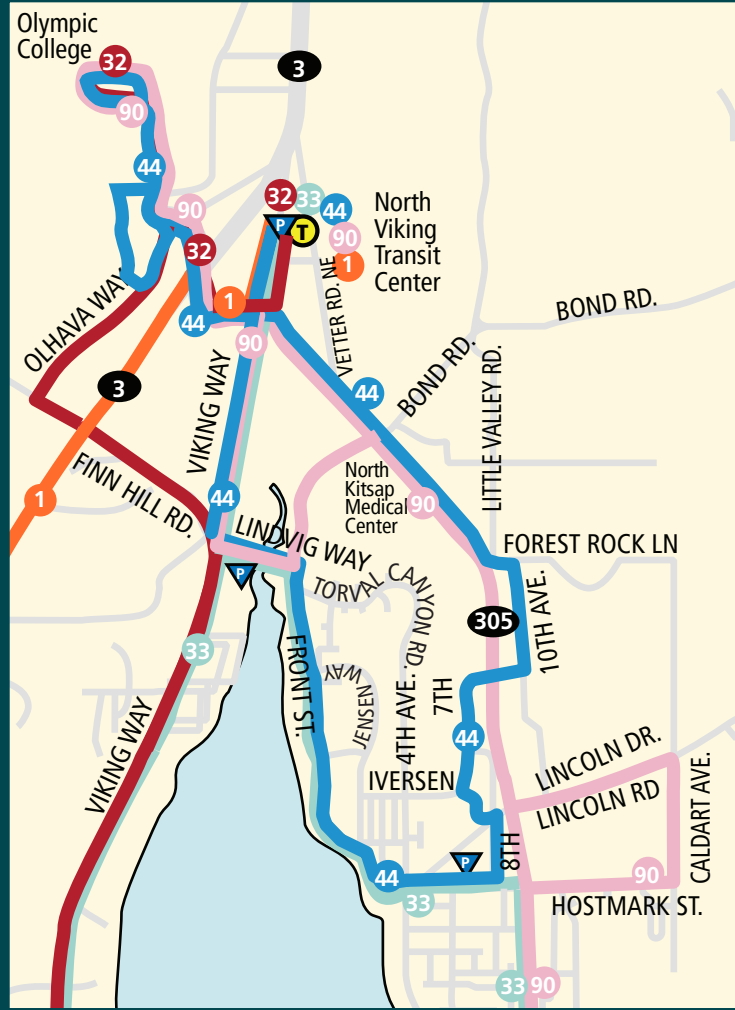 Olympic
College
32
3
90
44
90
32
33
44
North
Viking
Transit
Center
P
T
90
1
32
1
44
90
OLHAVA WAY
VETTER RD. NE
BOND RD.
BOND RD.
LITTLE VALLEY RD.
3
44
VIKING WAY
1
FINN HILL RD.
44
North
Kitsap
Medical
Center
90
LINDVIG WAY
FOREST ROCK LN
P
TORVAL CANYON RD.
305
10TH AVE.
33
FRONT ST.
JENSEN WAY
4TH AVE.
7TH
44
VIKING WAY
IVERSEN
LINCOLN DR.
LINCOLN RD
CALDART AVE.
8TH
P
44
33
90
HOSTMARK ST.
33
90